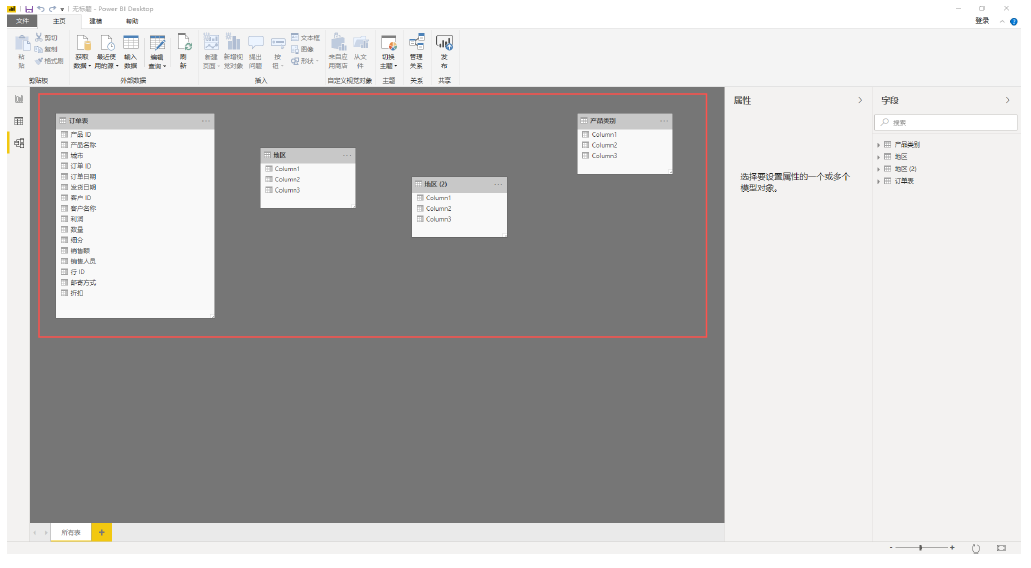 无标题 - Power BI Desktop
文件 主页 建模 帮助 登录
粘贴
剪切
复制
格式刷
剪贴板
获取数据
最近使用的源
输入数据
编辑查询
刷新
外部数据
新建页面
新增视觉对象
提出问题
按钮
文本框
图像
形状
插入
来自应用商店
从文件
自定义视觉对象
切换主题
主题
管理关系
关系
发布
共享
订单表
产品 ID
产品名称
城市
订单 ID
订单日期
发货日期
客户 ID
客户名称
利润
数量
细分
销售额
销售人员
行 ID
邮寄方式
折扣
地区
Column1
Column2
Column3
地区 (2)
Column1
Column2
Column3
产品类别
Column1
Column2
Column3
属性
选择要设置属性的一个或多个
模型对象。
字段
搜索
产品类别
地区
地区 (2)
订单表
所有表